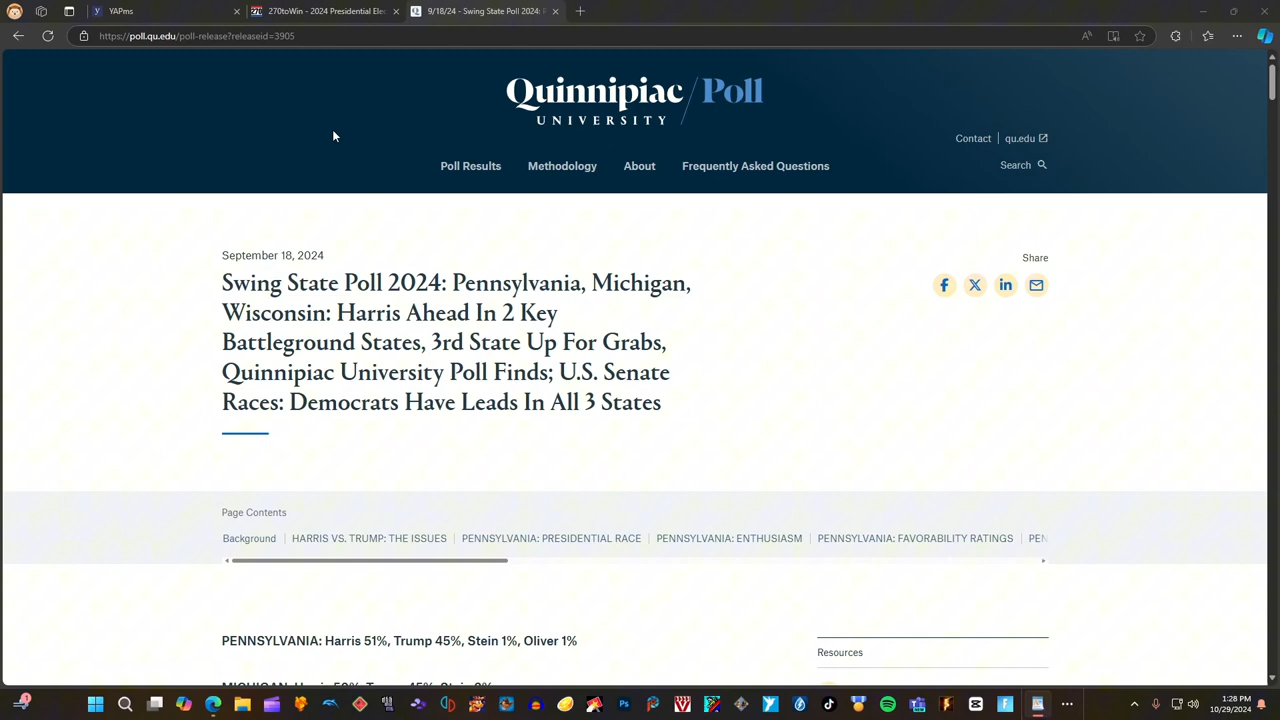 YAPms
270toWin - 2024 Presidential Ele
9/18/24 - Swing State Poll 2024: P
https://poll.qu.edu/poll-release?releaseid=3905
Quinnipiac / Poll
UNIVERSITY
Contact
qu.edu
Poll Results
Methodology
About
Frequently Asked Questions
Search
September 18, 2024
Share
Swing State Poll 2024: Pennsylvania, Michigan,
Wisconsin: Harris Ahead In 2 Key
Battleground States, 3rd State Up For Grabs,
Quinnipiac University Poll Finds; U.S. Senate
Races: Democrats Have Leads In All 3 States
Page Contents
Background
HARRIS VS. TRUMP: THE ISSUES
PENNSYLVANIA: PRESIDENTIAL RACE
PENNSYLVANIA: ENTHUSIASM
PENNSYLVANIA: FAVORABILITY RATINGS
PEN
PENNSYLVANIA: Harris 51%, Trump 45%, Stein 1%, Oliver 1%
Resources
1:28 PM
10/29/2024